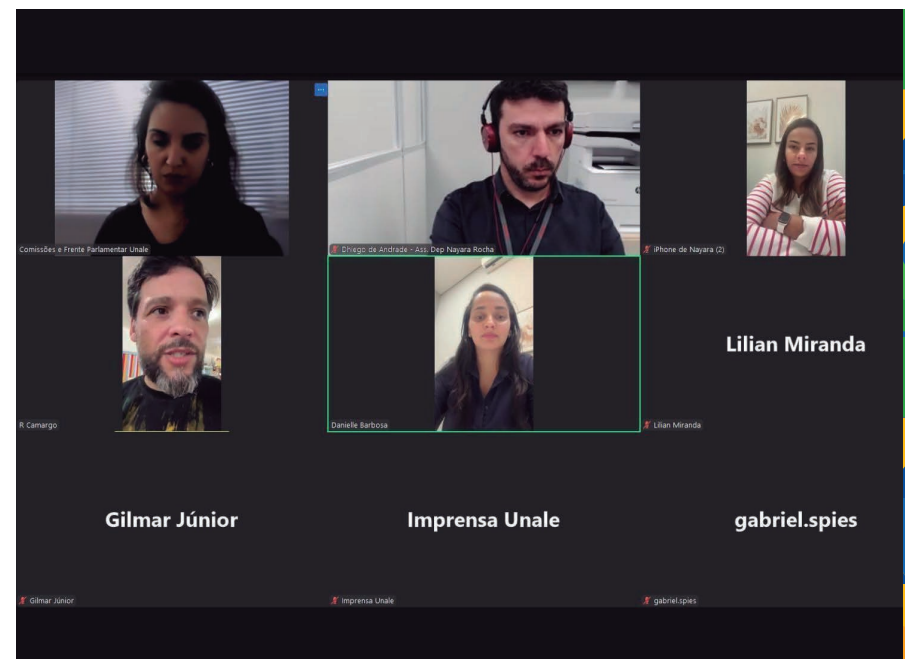 Comissões e Frente Parlamentar Unale
Dhiego de Andrade - Ass. Dep Nayara Rocha
iPhone de Nayara (2)
R Camargo
Danielle Barbosa
Lilian Miranda
Lilian Miranda
Gilmar Júnior
Imprensa Unale
gabriel.spies
Gilmar Júnior
Imprensa Unale
gabriel.spies